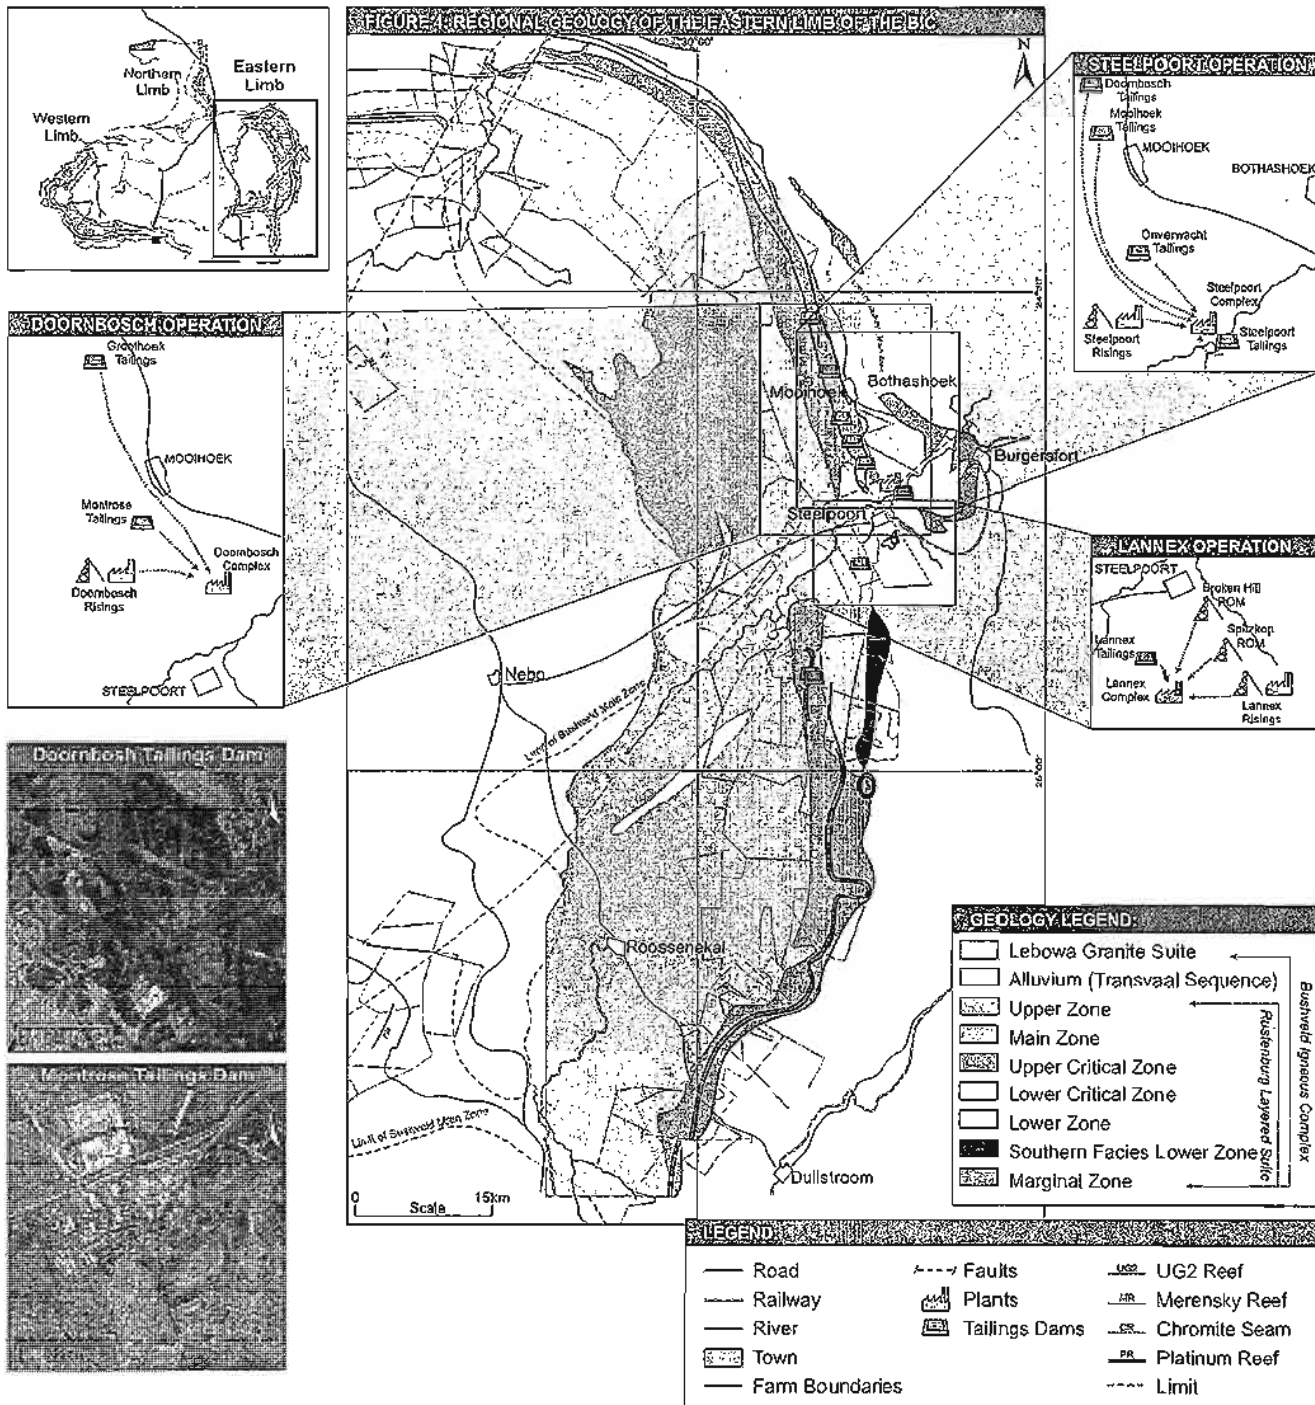 FIGURE 4: REGIONAL GEOLOGY OF THE EASTERN LIMB OF THE BIC
Northern
Limb
Eastern
Limb
Western
Limb
30°00'
N
STEELPOORT OPERATION
Doornbosch
Tailings
Mooihoek
Tailings
MOOIHOEK
BOTHASHOEK
Onverwacht
Tailings
Steelpoort
Complex
Steelpoort
Risings
Steelpoort
Tailings
DOORNBOSCH OPERATION
Groothoek
Tailings
MOOIHOEK
Montrose
Tailings
Doornbosch
Complex
Doornbosch
Risings
STEELPOORT
Mooihoek
Bothashoek
Burgersfort
Steelpoort
LANNEX OPERATION
STEELPOORT
Broken Hill
ROM
Spitzkop
ROM
Lannex
Tailings
Lannex
Complex
Lannex
Risings
Nebo
Limit of Bushveld Main Zone
Doornbosh Tailings Dam
Roossenekal
Montrose Tailings Dam
Limit of Bushveld Main Zone
Dullstroom
0 15km
Scale
GEOLOGY LEGEND:
Lebowa Granite Suite
Alluvium (Transvaal Sequence)
Upper Zone
Main Zone
Upper Critical Zone
Lower Critical Zone
Lower Zone
Southern Facies Lower Zone
Marginal Zone
Rustenburg Layered Suite
Bushveld Igneous Complex
LEGEND:
Road
Railway
River
Town
Farm Boundaries
Faults
Plants
Tailings Dams
UG2 UG2 Reef
MR Merensky Reef
CR Chromite Seam
PR Platinum Reef
Limit